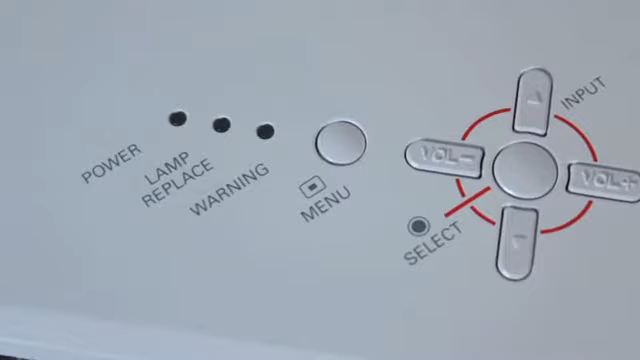 POWER
LAMP
REPLACE
WARNING
MENU
VOL-
VOL+
INPUT
SELECT